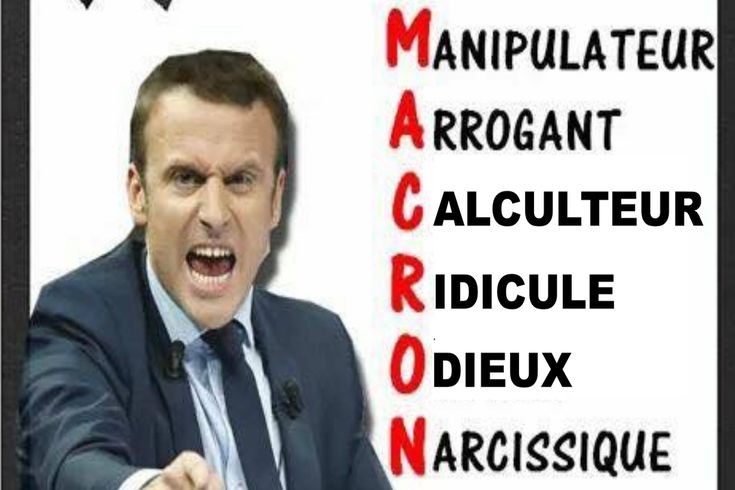 MANIPULATEUR
ARROGANT
CALCULTEUR
RIDICULE
ODIEUX
NARCISSIQUE